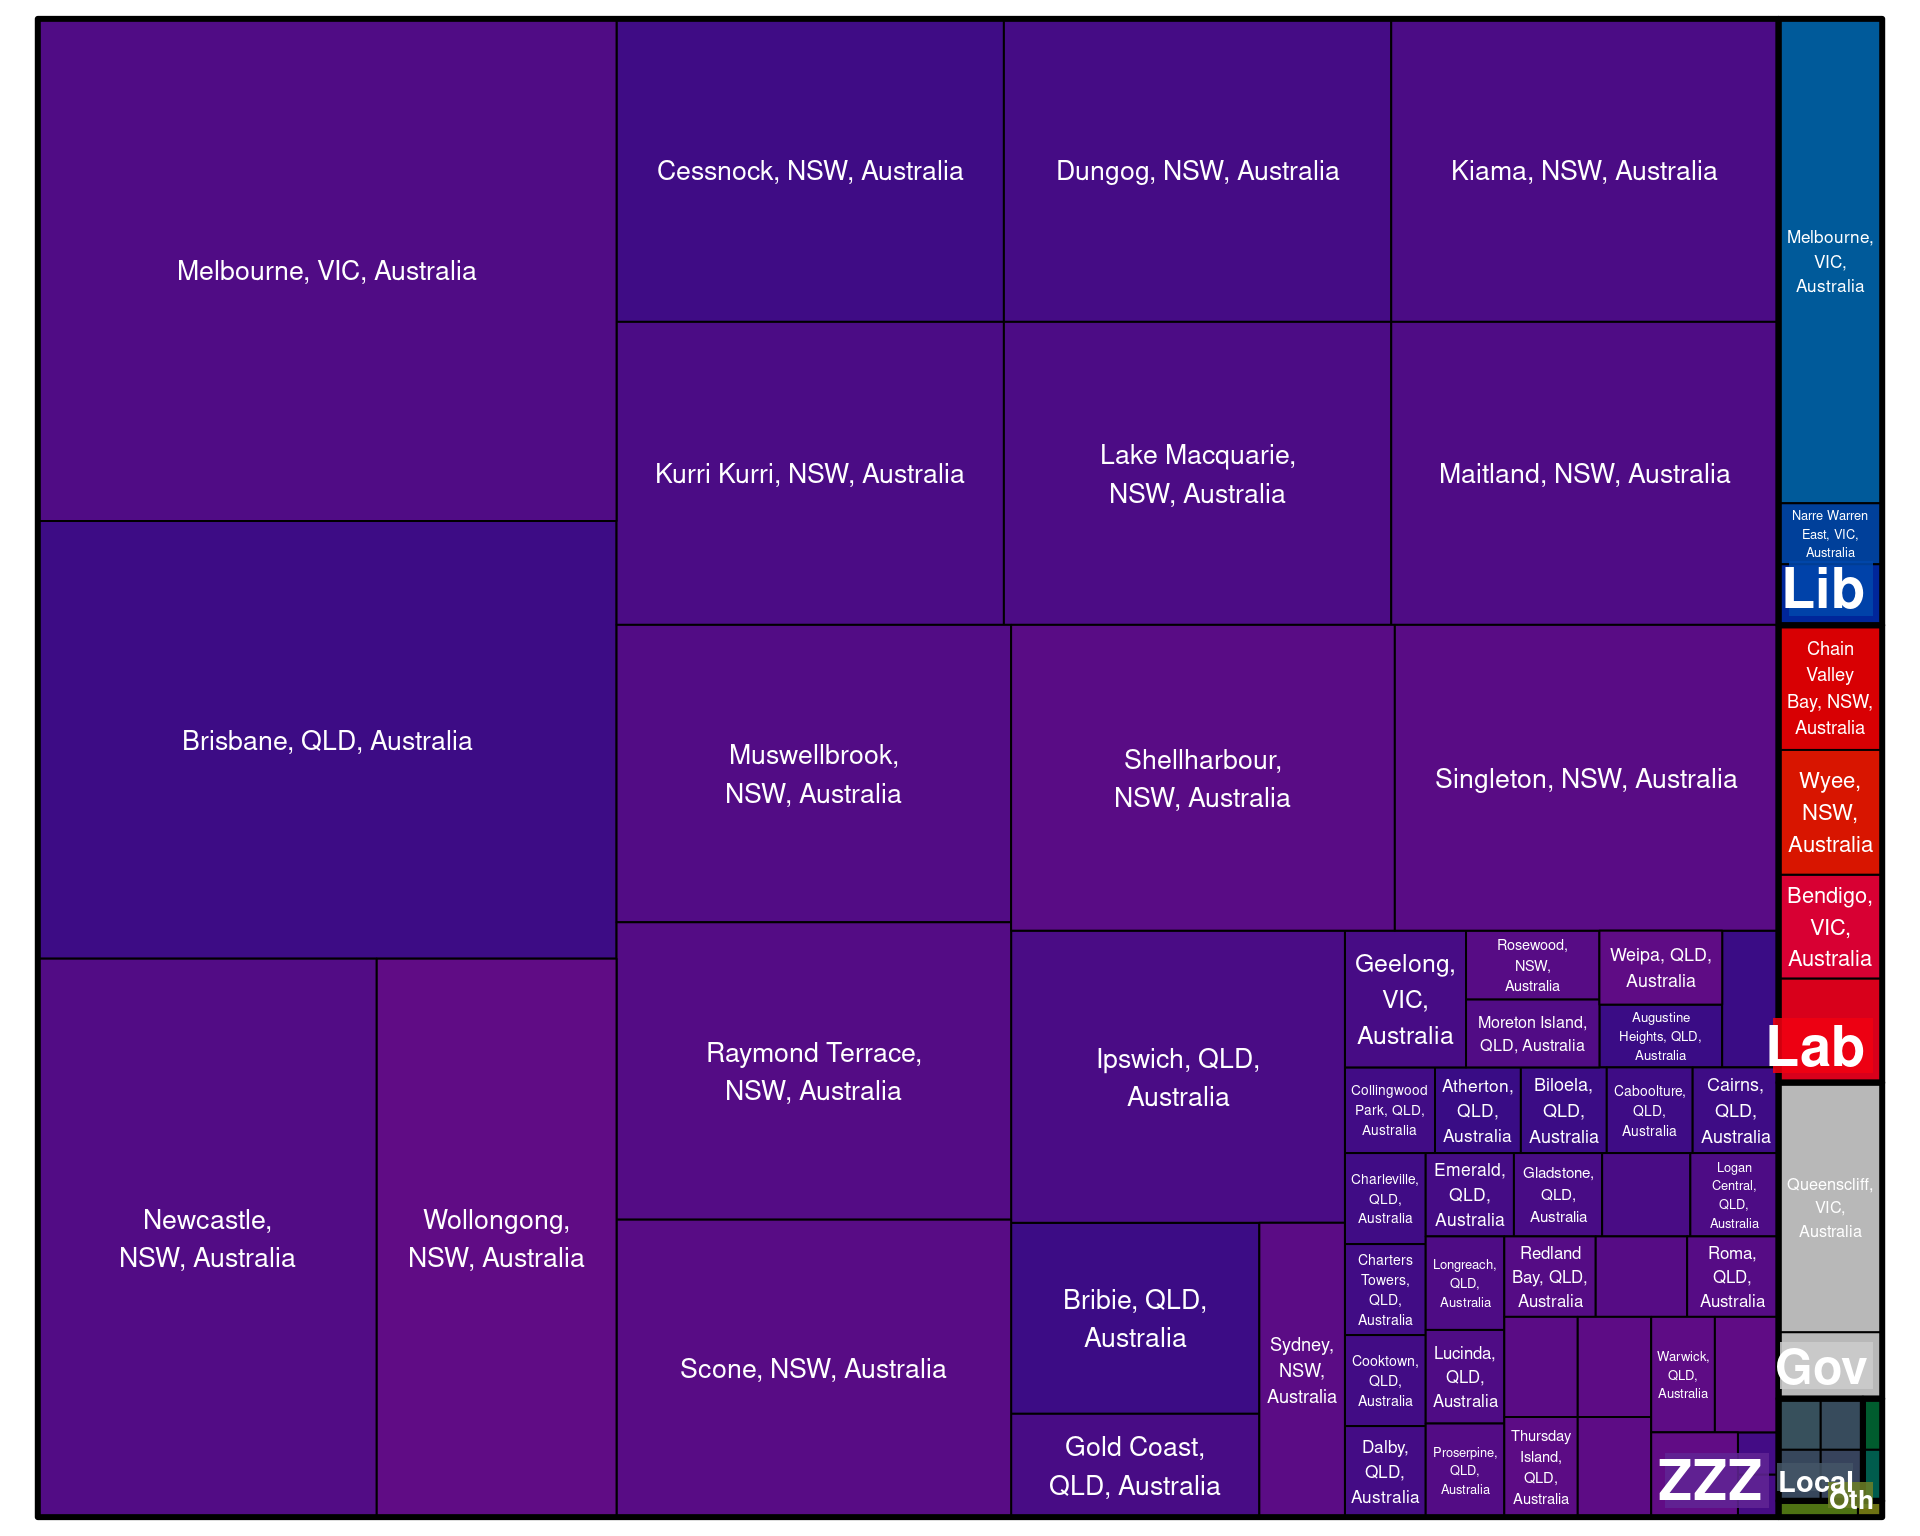 Melbourne, VIC, Australia
Cessnock, NSW, Australia
Dungog, NSW, Australia
Kiama, NSW, Australia
Kurri Kurri, NSW, Australia
Lake Macquarie,
NSW, Australia
Maitland, NSW, Australia
Brisbane, QLD, Australia
Muswellbrook,
NSW, Australia
Shellharbour,
NSW, Australia
Singleton, NSW, Australia
Newcastle,
NSW, Australia
Wollongong,
NSW, Australia
Raymond Terrace,
NSW, Australia
Scone, NSW, Australia
Ipswich, QLD,
Australia
Bribie, QLD,
Australia
Gold Coast,
QLD, Australia
Sydney,
NSW,
Australia
Geelong,
VIC,
Australia
Rosewood,
NSW,
Australia
Moreton Island,
QLD, Australia
Weipa, QLD,
Australia
Augustine
Heights, QLD,
Australia
Collingwood
Park, QLD,
Australia
Atherton,
QLD,
Australia
Biloela,
QLD,
Australia
Caboolture,
QLD,
Australia
Cairns,
QLD,
Australia
Charleville,
QLD,
Australia
Emerald,
QLD,
Australia
Gladstone,
QLD,
Australia
Logan
Central,
QLD,
Australia
Charters
Towers,
QLD,
Australia
Longreach,
QLD,
Australia
Redland
Bay, QLD,
Australia
Roma,
QLD,
Australia
Cooktown,
QLD,
Australia
Lucinda,
QLD,
Australia
Warwick,
QLD,
Australia
Dalby,
QLD,
Australia
Proserpine,
QLD,
Australia
Thursday
Island,
QLD,
Australia
ZZZ
Melbourne,
VIC,
Australia
Narre Warren
East, VIC,
Australia
Lib
Chain
Valley
Bay, NSW,
Australia
Wyee,
NSW,
Australia
Bendigo,
VIC,
Australia
Lab
Queenscliff,
VIC,
Australia
Gov
Local
Oth